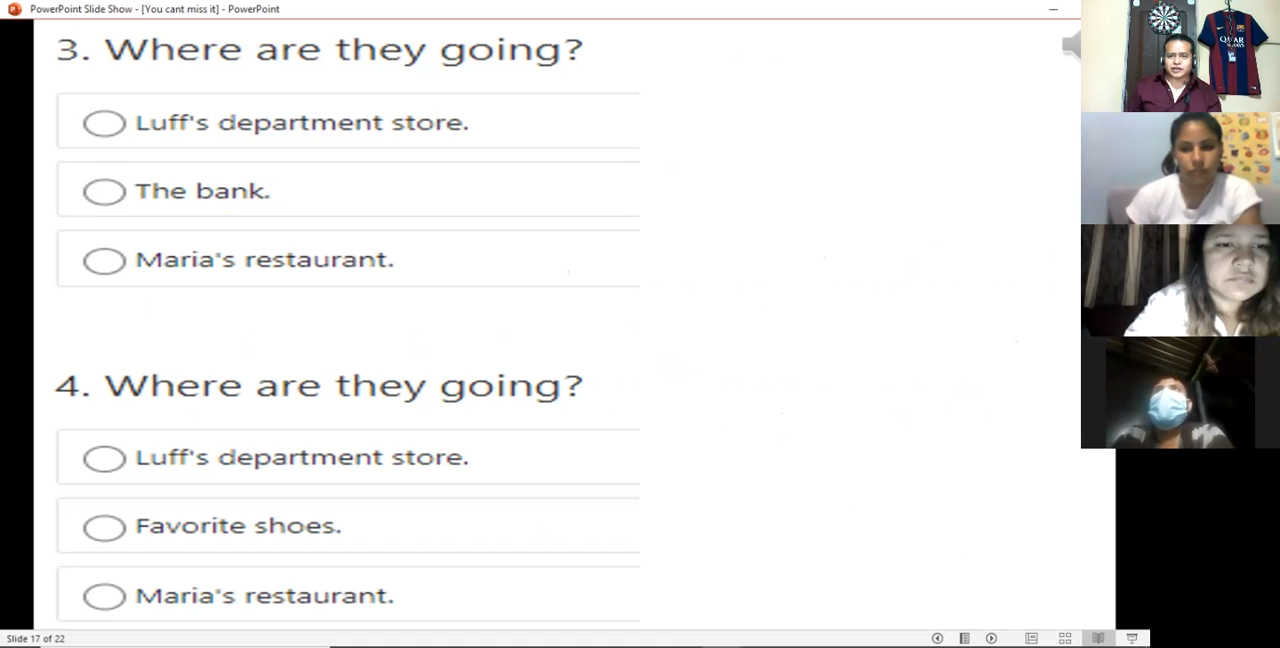 PowerPoint Slide Show - [You cant miss it] - PowerPoint
3. Where are they going?
Luff's department store.
The bank.
Maria's restaurant.
4. Where are they going?
Luff's department store.
Favorite shoes.
Maria's restaurant.
Slide 17 of 22
QATAR